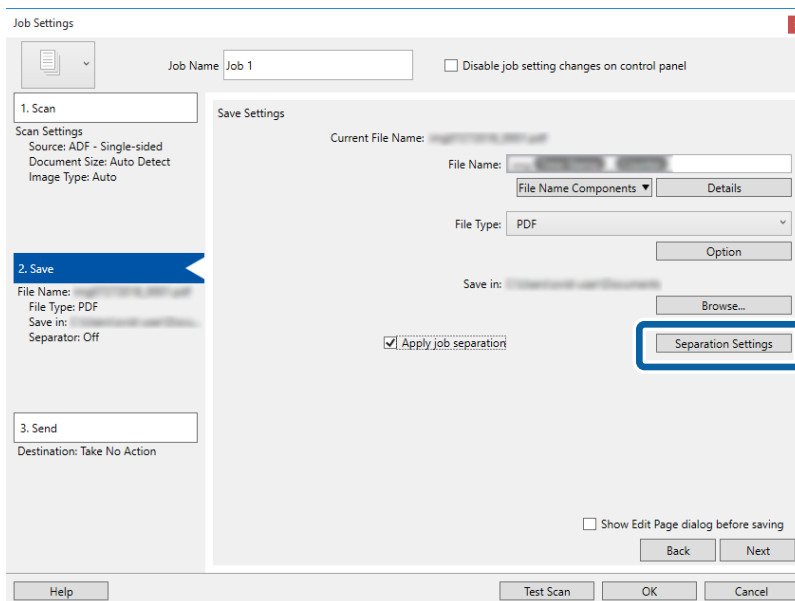 Job Settings
Job Name Job 1 Disable job setting changes on control panel
1. Scan
Scan Settings
Source: ADF - Single-sided
Document Size: Auto Detect
Image Type: Auto
2. Save
File Name:
File Type: PDF
Save in:
Separator: Off
3. Send
Destination: Take No Action
Save Settings
Current File Name:
File Name:
File Name Components Details
File Type: PDF
Option
Save in:
Browse...
Apply job separation Separation Settings
Show Edit Page dialog before saving
Back Next
Help Test Scan OK Cancel